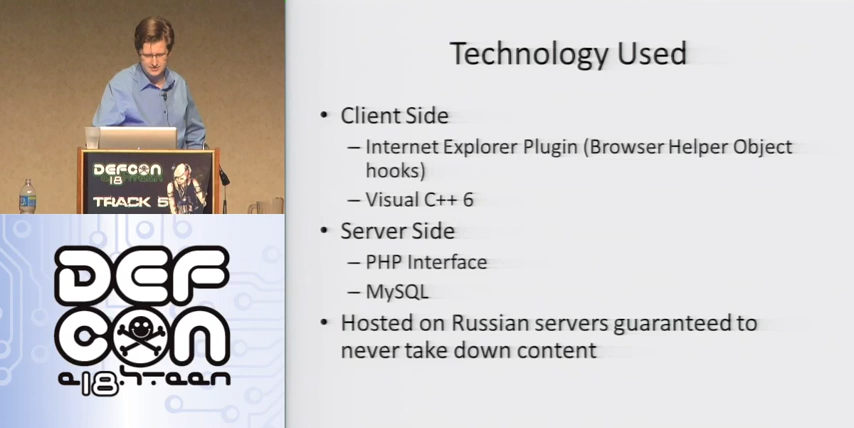 DEFCON
18
TRACK 5
DEF
CON
e18hteen
Technology Used
• Client Side
– Internet Explorer Plugin (Browser Helper Object
hooks)
– Visual C++ 6
• Server Side
– PHP Interface
– MySQL
• Hosted on Russian servers guaranteed to
never take down content